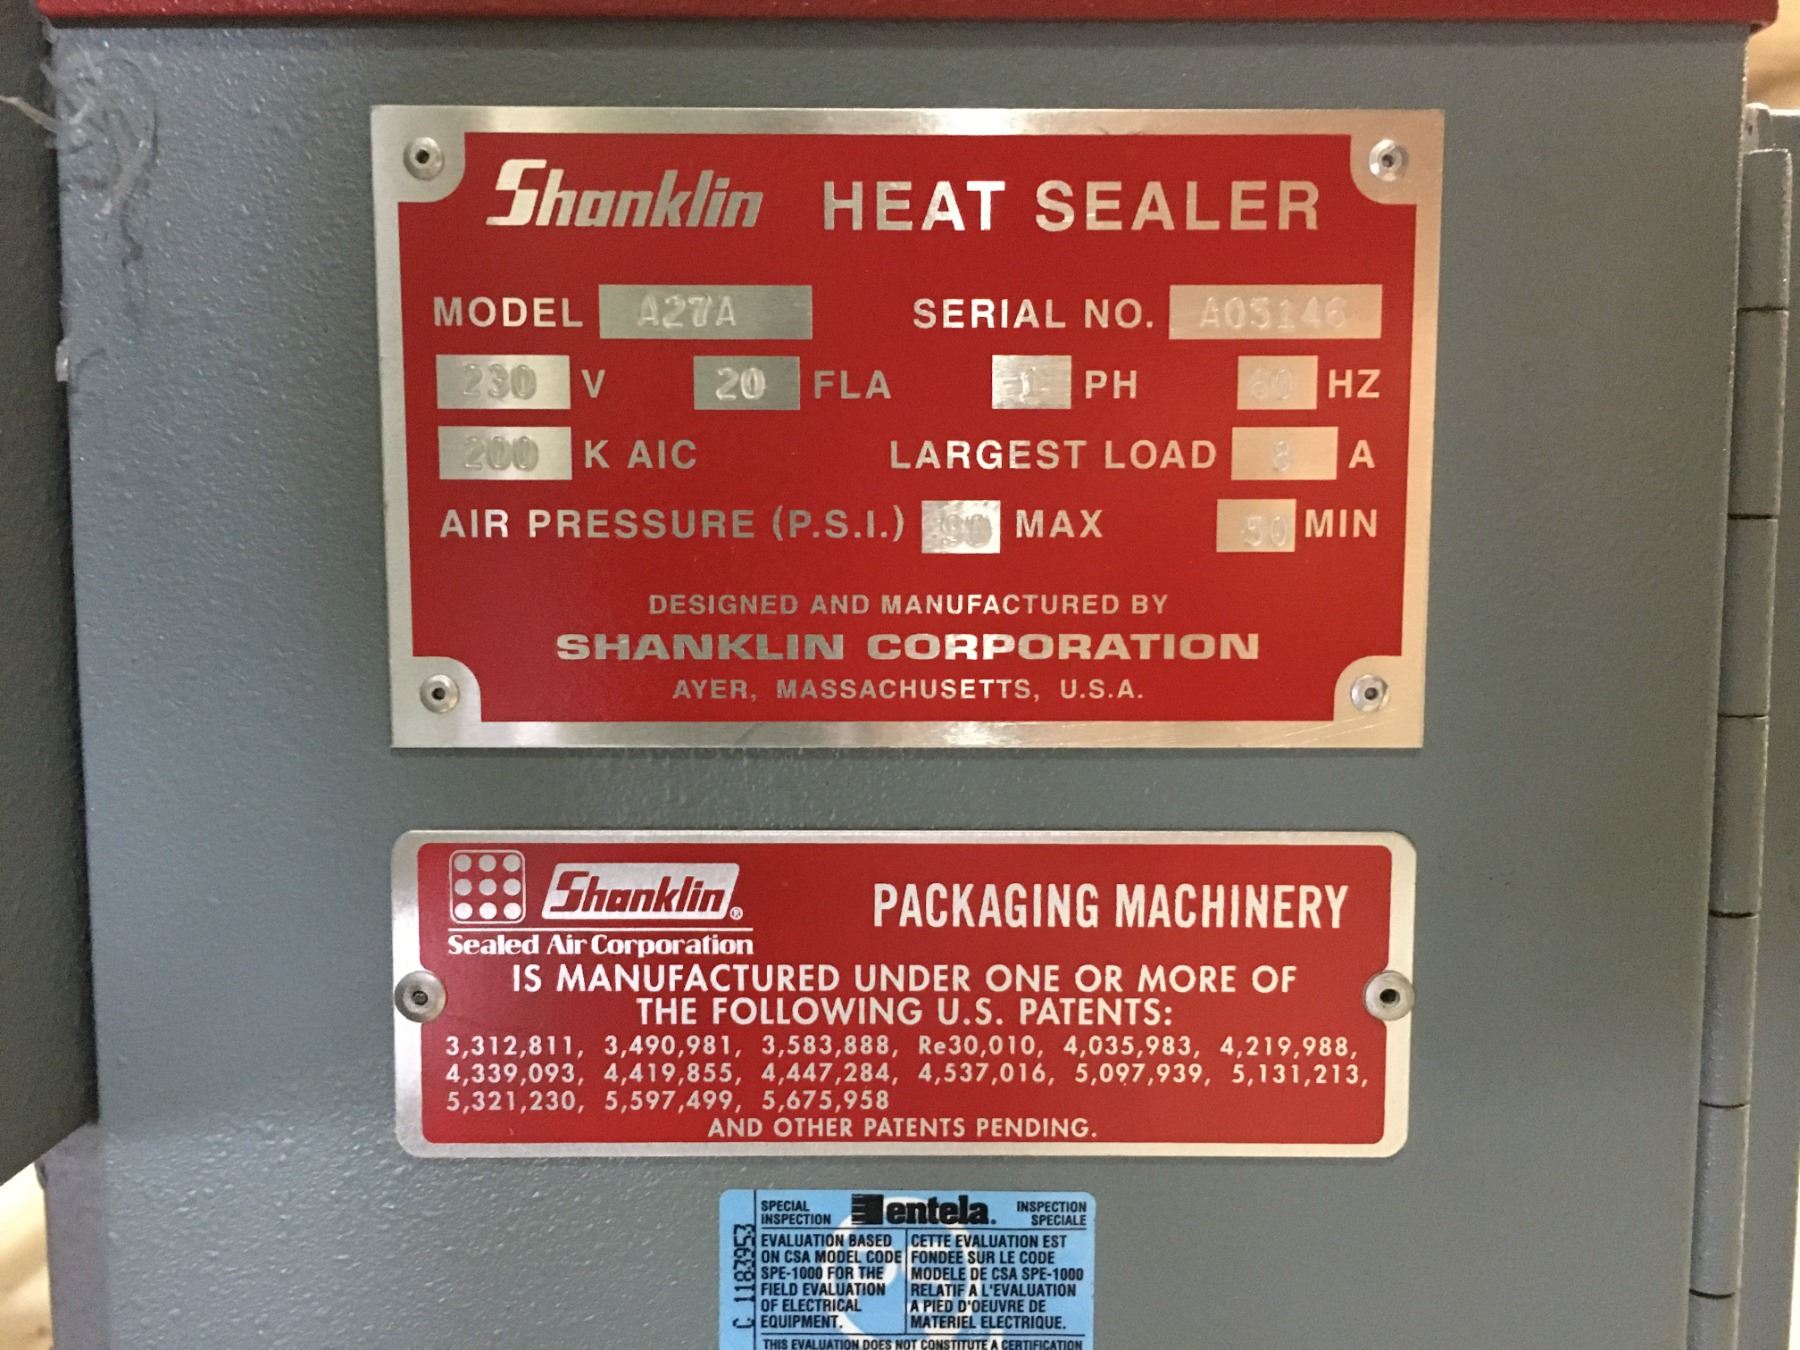 Shanklin HEAT SEALER
MODEL A27A SERIAL NO. A05146
230 V 20 FLA 1 PH 60 HZ
200 K AIC LARGEST LOAD 8 A
AIR PRESSURE (P.S.I.) 90 MAX 50 MIN
DESIGNED AND MANUFACTURED BY
SHANKLIN CORPORATION
AYER, MASSACHUSETTS, U.S.A.
Shanklin® PACKAGING MACHINERY
Sealed Air Corporation
IS MANUFACTURED UNDER ONE OR MORE OF
THE FOLLOWING U.S. PATENTS:
3,312,811, 3,490,981, 3,583,888, Re30,010, 4,035,983, 4,219,988,
4,339,093, 4,419,855, 4,447,284, 4,537,016, 5,097,939, 5,131,213,
5,321,230, 5,597,499, 5,675,958
AND OTHER PATENTS PENDING.
C 1183953
SPECIAL INSPECTION
entela.
INSPECTION SPECIALE
EVALUATION BASED
ON CSA MODEL CODE
SPE-1000 FOR THE
FIELD EVALUATION
OF ELECTRICAL
EQUIPMENT.
CETTE EVALUATION EST
FONDEE SUR LE CODE
MODELE DE CSA SPE-1000
RELATIF A L'EVALUATION
A PIED D'OEUVRE DE
MATERIEL ELECTRIQUE.
THIS EVALUATION DOES NOT CONSTITUTE A CERTIFICATION